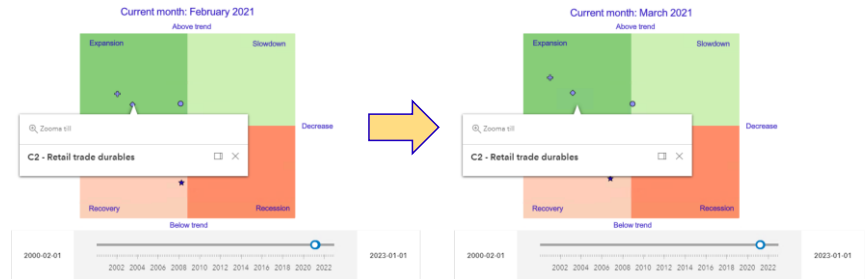 Current month: February 2021
Above trend
Expansion
Slowdown
Zooma till
C2 - Retail trade durables
Decrease
Recovery
Recession
Below trend
2000-02-01
2023-01-01
2002 2004 2006 2008 2010 2012 2014 2016 2018 2020 2022
Current month: March 2021
Above trend
Expansion
Slowdown
Zooma till
C2 - Retail trade durables
Decrease
Recovery
Recession
Below trend
2000-02-01
2023-01-01
2002 2004 2006 2008 2010 2012 2014 2016 2018 2020 2022